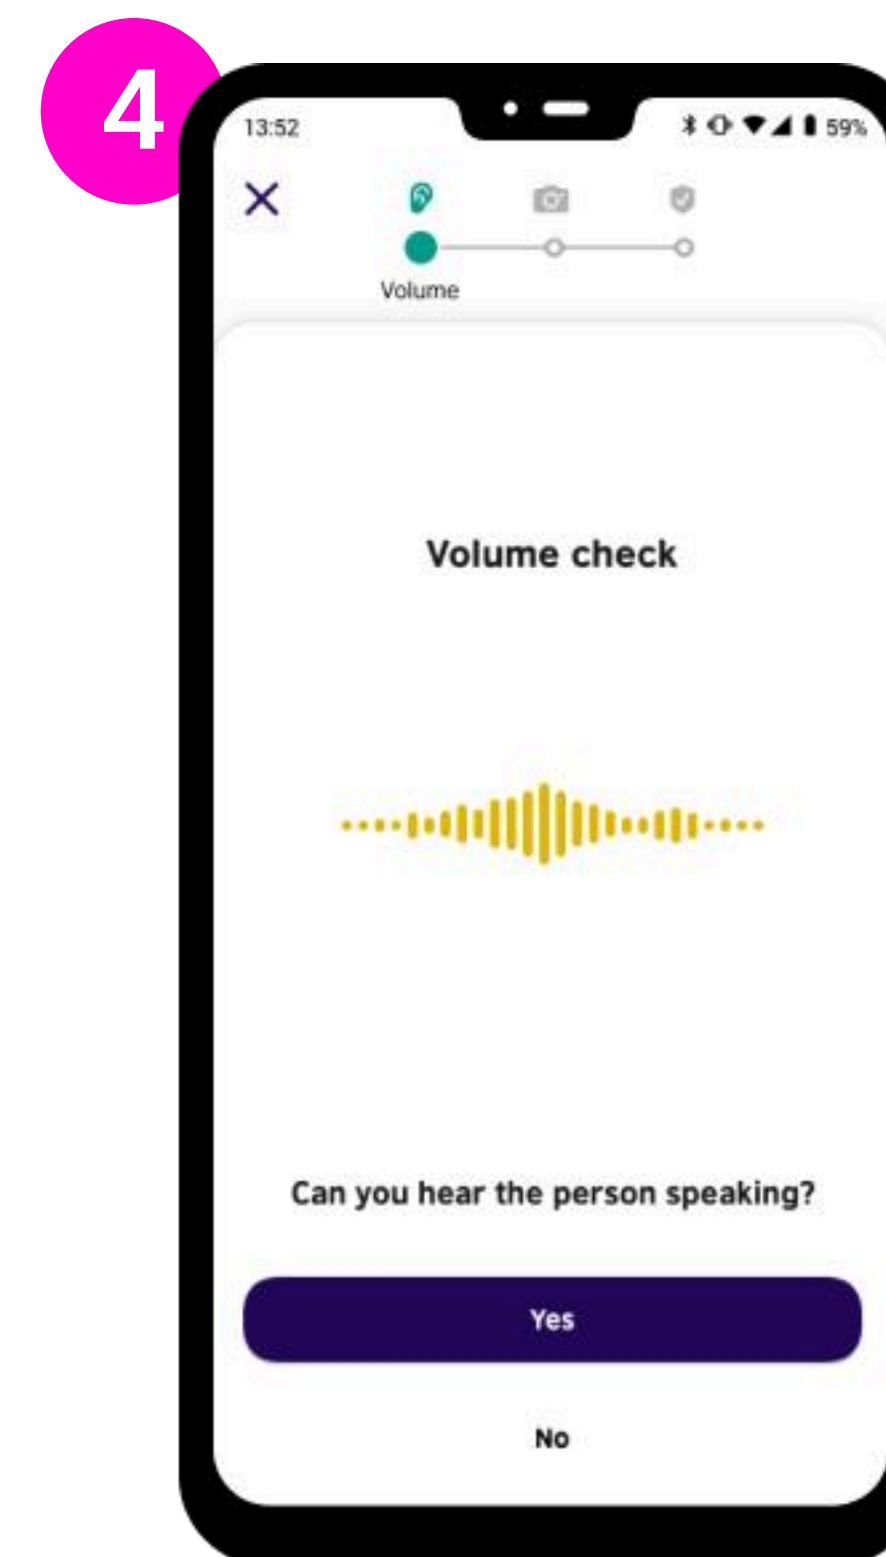 4
13:52
59%
Volume
Volume check
Can you hear the person speaking?
Yes
No